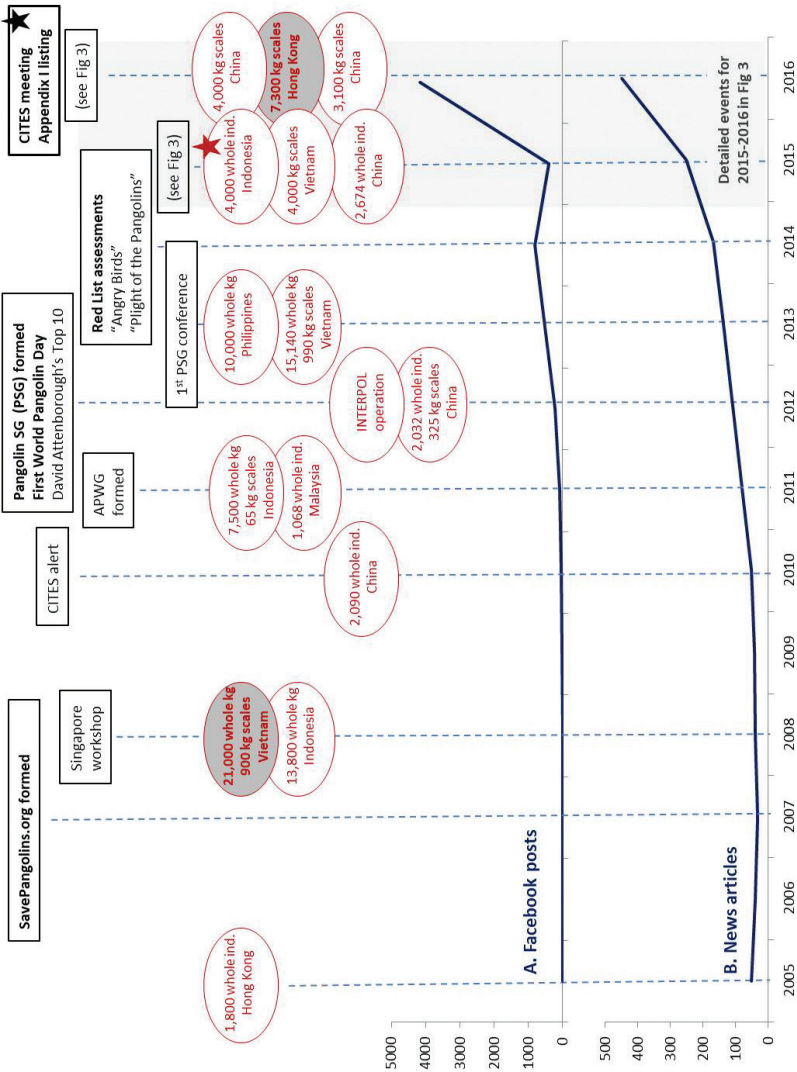 SavePangolins.org formed
Singapore
workshop
CITES alert
APWG
formed
Pangolin SG (PSG) formed
First World Pangolin Day
David Attenborough's Top 10
1st PSG conference
Red List assessments
“Angry Birds”
“Plight of the Pangolins”
(see Fig 3)
CITES meeting
Appendix I listing
(see Fig 3)
1,800 whole ind.
Hong Kong
21,000 whole kg
900 kg scales
Vietnam
13,800 whole kg
Indonesia
2,090 whole ind.
China
7,500 whole kg
65 kg scales
Indonesia
1,068 whole ind.
Malaysia
INTERPOL
operation
2,032 whole ind.
325 kg scales
China
10,000 whole kg
Philippines
15,140 whole kg
990 kg scales
Vietnam
4,000 whole ind.
Indonesia
4,000 kg scales
Vietnam
2,674 whole ind.
China
4,000 kg scales
China
7,300 kg scales
Hong Kong
3,100 kg scales
China
5000
4000
3000
2000
1000
0
A. Facebook posts
600
400
200
0
B. News articles
Detailed events for
2015-2016 in Fig 3
2005
2006
2007
2008
2009
2010
2011
2012
2013
2014
2015
2016